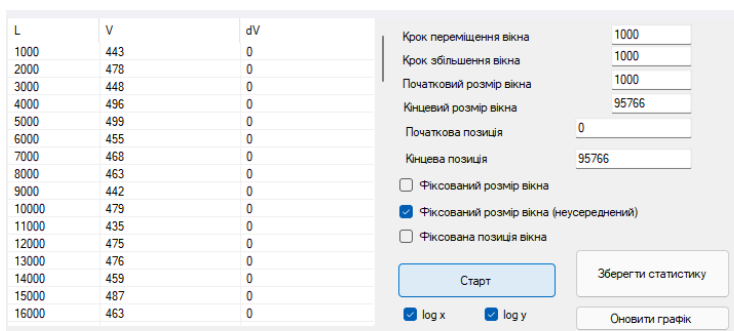 L V dV
1000 443 0
2000 478 0
3000 448 0
4000 496 0
5000 499 0
6000 455 0
7000 468 0
8000 463 0
9000 442 0
10000 479 0
11000 435 0
12000 475 0
13000 476 0
14000 459 0
15000 487 0
16000 463 0
Крок переміщення вікна 1000
Крок збільшення вікна 1000
Початковий розмір вікна 1000
Кінцевий розмір вікна 95766
Початкова позиція 0
Кінцева позиція 95766
Фіксований розмір вікна
Фіксований розмір вікна (неусереднений)
Фіксована позиція вікна
Старт Зберегти статистику
log x log y Оновити графік